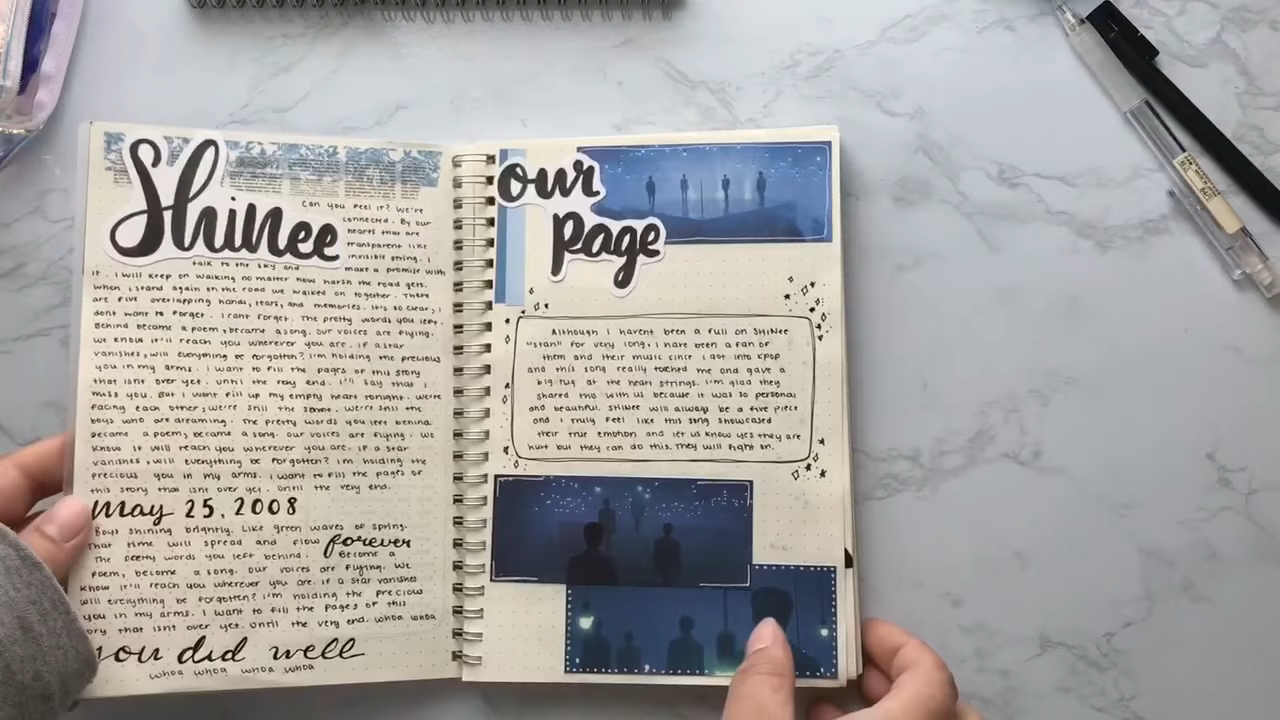 Shinee
Can you feel it? We're
connected. By our
hearts that are
tranparent like
invisible string. I
talk to the sky and
make a promise with
it. I will keep on walking no matter how harsh the road gets.
When I stand again on the road we walked on together. There
are five overlapping hands, tears, and memories. It's so clear, I
dont want to forget. I cant forget. The pretty words you left
behind become a poem, became a song. our voices are flying.
We know it'll reach you wherever you are. if a star
vanishes, will everything be forgotten? i'm holding the precious
you in my arms. I want to fill the pages of this story
that isnt over yet. until the very end. I'll say that i
miss you. But i want fill up my empty heart tonight. we're
facing each other, we're still the same. we're still the
boys who are dreaming. The pretty words you left behind
became a poem, became a song. our voices are flying. We
know it will reach you wherever you are. if a star
vanishes, will everything be forgotten? im holding the
precious you in my arms. i want to fill the pages of
this story that isnt over yet. until the very end.
May 25, 2008
Boys shining brightly. Like green waves of spring.
That time will spread and flow forever
The pretty words you left behind. Become a
poem, become a song. our voices are flying. We
know it'll reach you wherever you are. if a star vanishes
will everything be forgotten? i'm holding the precious
you in my arms. I want to fill the pages of this
ory that isnt over yet. until the very end. whoa whoa
you did well
whoa whoa whoa whoa
our
page
Although i havent been a full on SHINee
"stan" for very long, i have been a fan of
them and their music cince i got into kpop
and this song really touched me and gave a
big tug at the heart strings. i'm glad they
shared this with us because it was so personal
and beautiful. SHINee will always be a five piece
and i truly feel like this song showcased
their true emotion and let us know yes they are
hurt but they can do this. They will fight on.